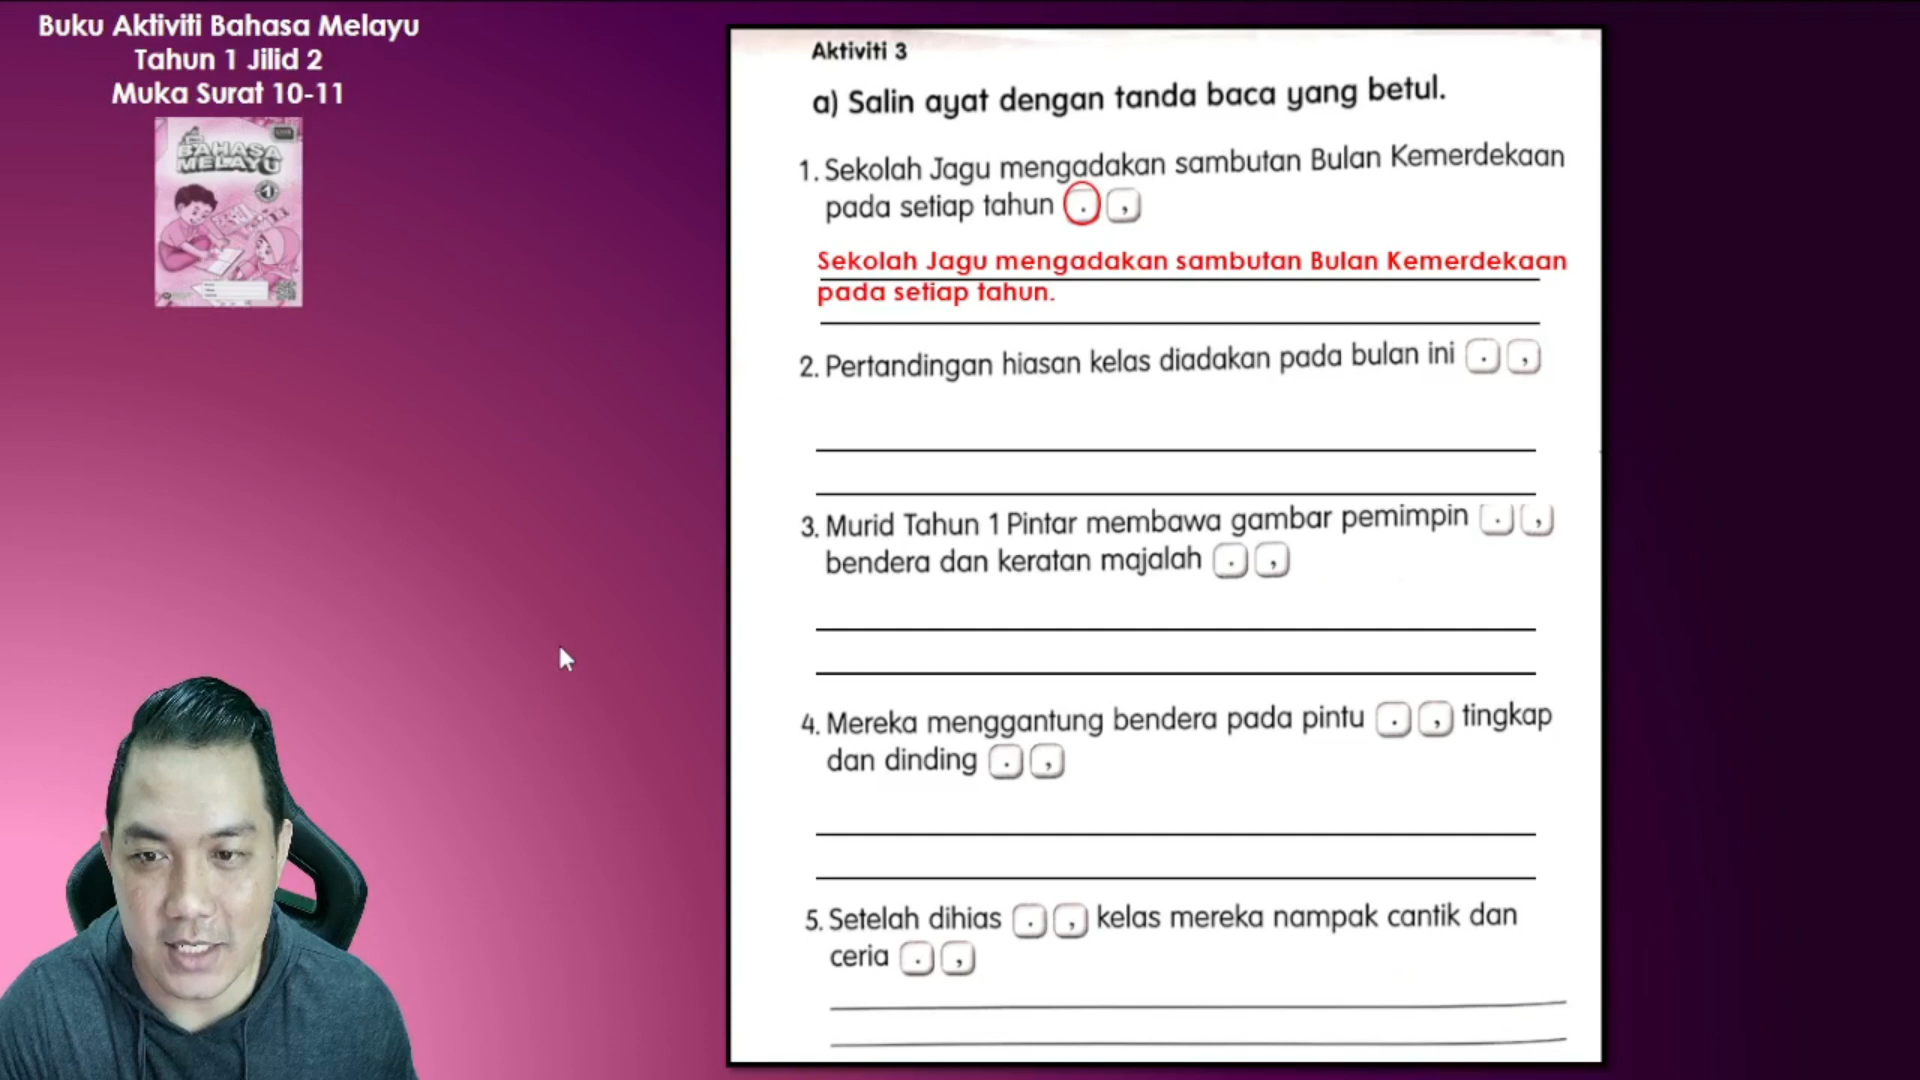 Buku Aktiviti Bahasa Melayu
Tahun 1 Jilid 2
Muka Surat 10-11
BAHASA
MELAYU
1
Aktiviti 3
a) Salin ayat dengan tanda baca yang betul.
1. Sekolah Jagu mengadakan sambutan Bulan Kemerdekaan
pada setiap tahun . ,
Sekolah Jagu mengadakan sambutan Bulan Kemerdekaan
pada setiap tahun.
2. Pertandingan hiasan kelas diadakan pada bulan ini . ,
3. Murid Tahun 1 Pintar membawa gambar pemimpin . ,
bendera dan keratan majalah . ,
4. Mereka menggantung bendera pada pintu . , tingkap
dan dinding . ,
5. Setelah dihias . , kelas mereka nampak cantik dan
ceria . ,